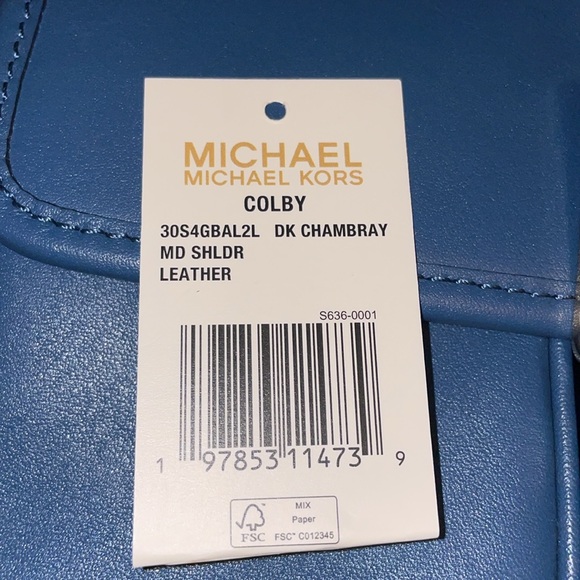 MICHAEL
MICHAEL KORS
COLBY
30S4GBAL2L DK CHAMBRAY
MD SHLDR
LEATHER
S636-0001
1 97853 11473 9
FSC
MIX
Paper
FSC™ C012345